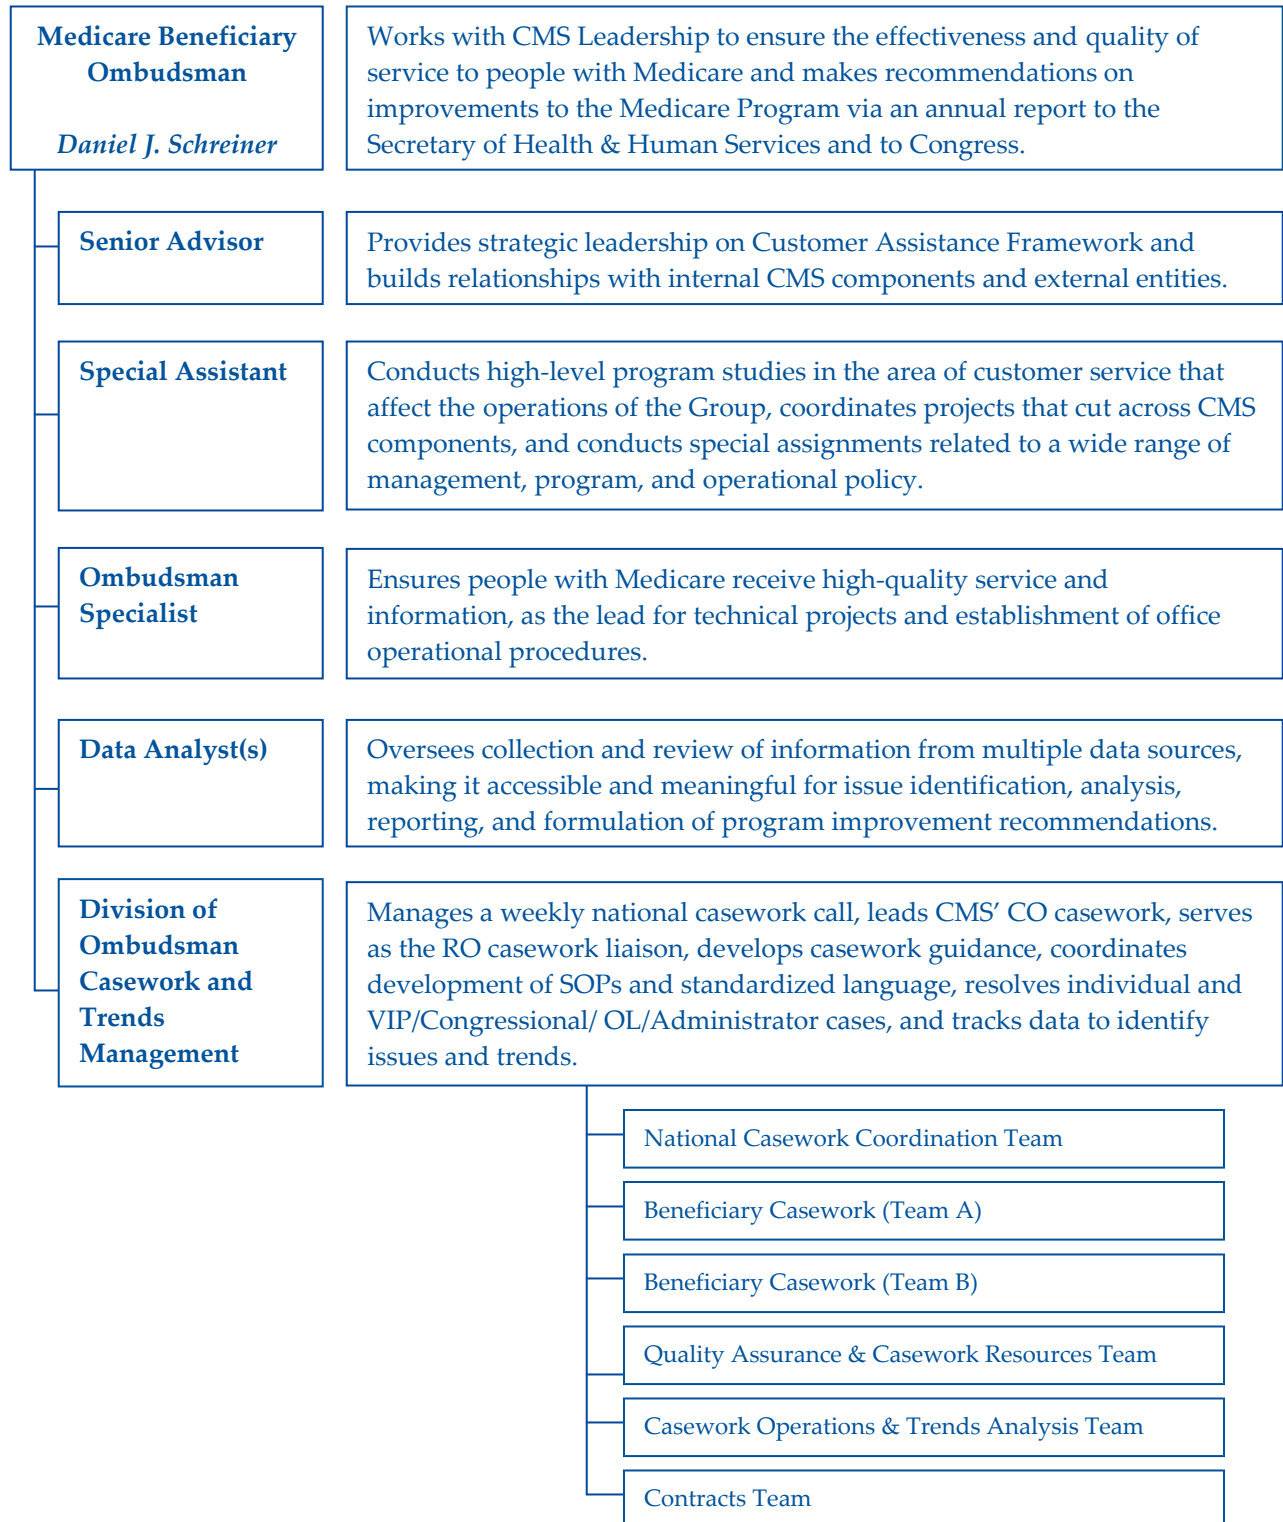 Medicare Beneficiary
Ombudsman
Daniel J. Schreiner
Works with CMS Leadership to ensure the effectiveness and quality of
service to people with Medicare and makes recommendations on
improvements to the Medicare Program via an annual report to the
Secretary of Health & Human Services and to Congress.
Senior Advisor
Provides strategic leadership on Customer Assistance Framework and
builds relationships with internal CMS components and external entities.
Special Assistant
Conducts high-level program studies in the area of customer service that
affect the operations of the Group, coordinates projects that cut across CMS
components, and conducts special assignments related to a wide range of
management, program, and operational policy.
Ombudsman
Specialist
Ensures people with Medicare receive high-quality service and
information, as the lead for technical projects and establishment of office
operational procedures.
Data Analyst(s)
Oversees collection and review of information from multiple data sources,
making it accessible and meaningful for issue identification, analysis,
reporting, and formulation of program improvement recommendations.
Division of
Ombudsman
Casework and
Trends
Management
Manages a weekly national casework call, leads CMS’ CO casework, serves
as the RO casework liaison, develops casework guidance, coordinates
development of SOPs and standardized language, resolves individual and
VIP/Congressional/ OL/Administrator cases, and tracks data to identify
issues and trends.
National Casework Coordination Team
Beneficiary Casework (Team A)
Beneficiary Casework (Team B)
Quality Assurance & Casework Resources Team
Casework Operations & Trends Analysis Team
Contracts Team